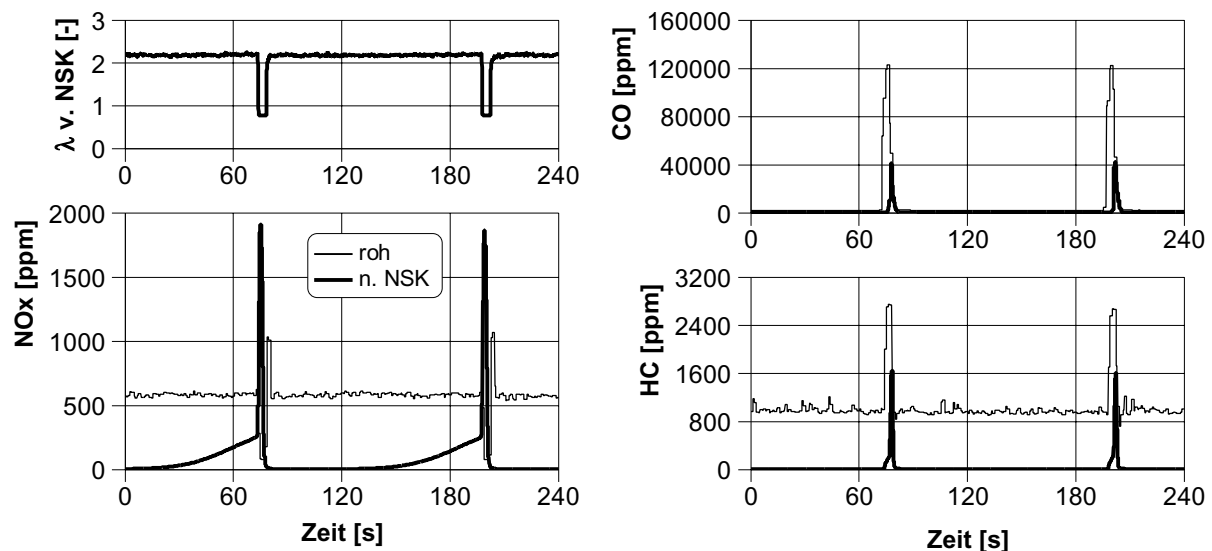 λ v. NSK [-]
3
2
1
0
0 60 120 180 240
NOx [ppm]
2000
1500
1000
500
0
roh
n. NSK
0 60 120 180 240
Zeit [s]
CO [ppm]
160000
120000
80000
40000
0
0 60 120 180 240
HC [ppm]
3200
2400
1600
800
0
0 60 120 180 240
Zeit [s]